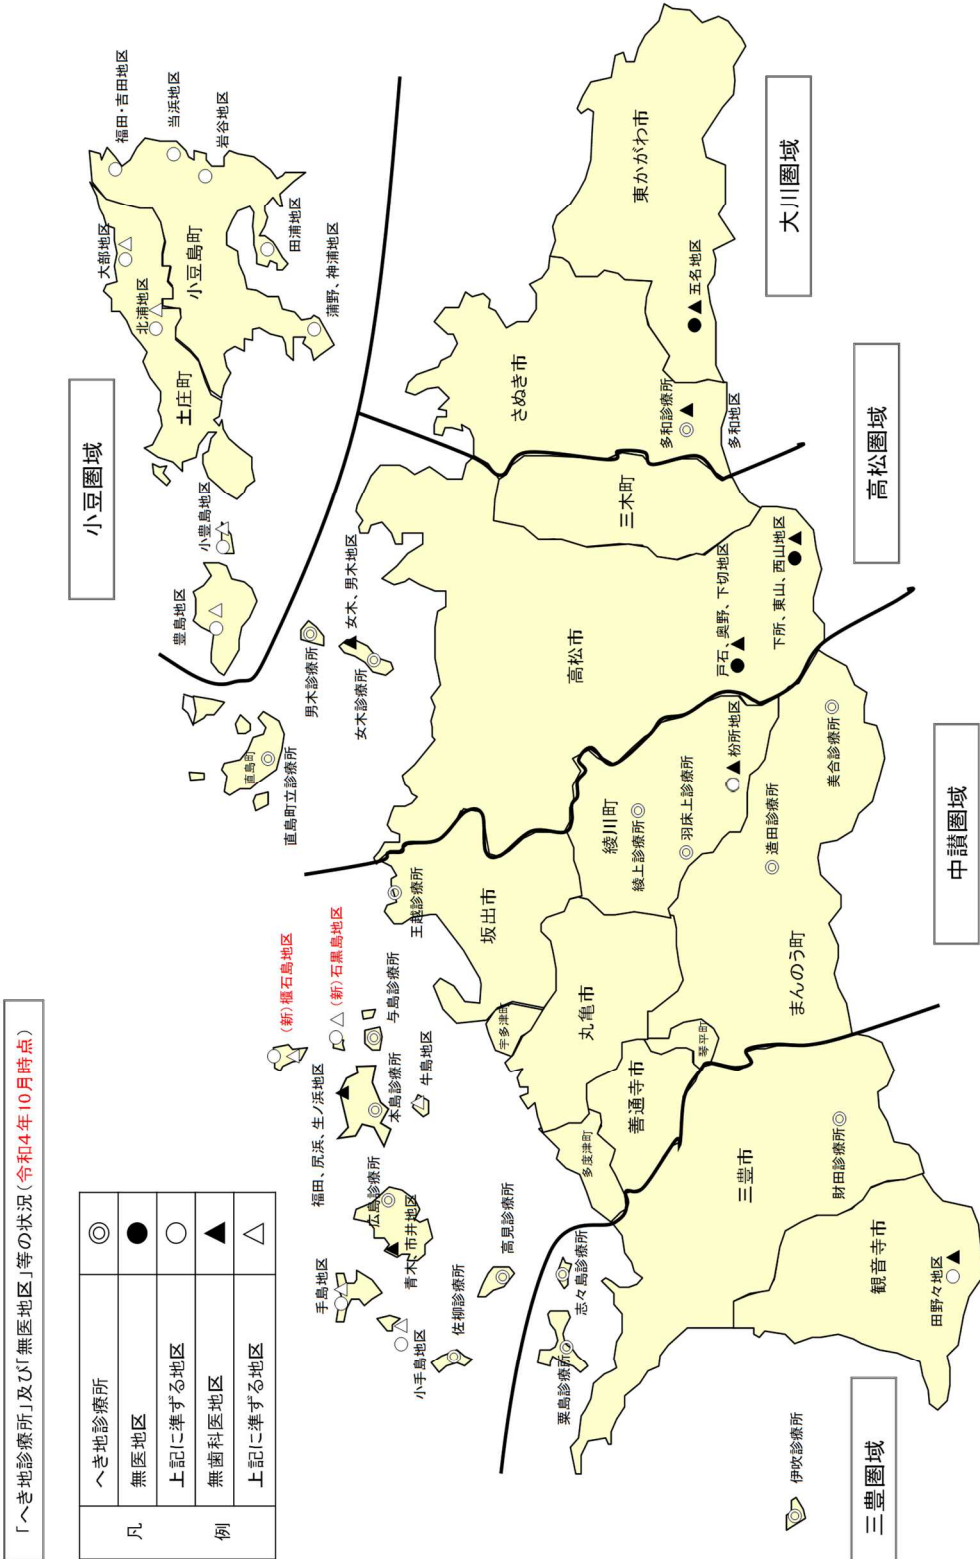 「へき地診療所」及び「無医地区」等の状況(令和4年10月時点)
凡例
へき地診療所 ◎
無医地区 ●
上記に準ずる地区 ○
無歯科医地区 ▲
上記に準ずる地区 △
小豆圏域
福田・吉田地区
当浜地区
岩谷地区
大部地区
北浦地区
小豆島町
田浦地区
蒲野、神浦地区
土庄町
小豊島地区
豊島地区
男木診療所
女木、男木地区
女木診療所
直島町
直島町立診療所
(新)櫃石島地区
(新)石黒島地区
与島診療所
福田、尻浜、生ノ浜地区
本島診療所
牛島地区
広島診療所
青木、市井地区
手島地区
小手島地区
佐柳診療所
高見診療所
志々島診療所
粟島診療所
伊吹診療所
東かがわ市
五名地区
大川圏域
さぬき市
多和診療所
多和地区
三木町
高松圏域
高松市
戸石、奥野、下切地区
下所、東山、西山地区
王越診療所
坂出市
綾川町
綾上診療所
羽床上診療所
枌所地区
造田診療所
美合診療所
宇多津町
丸亀市
まんのう町
琴平町
善通寺市
多度津町
中讃圏域
三豊市
財田診療所
観音寺市
田野々地区
三豊圏域